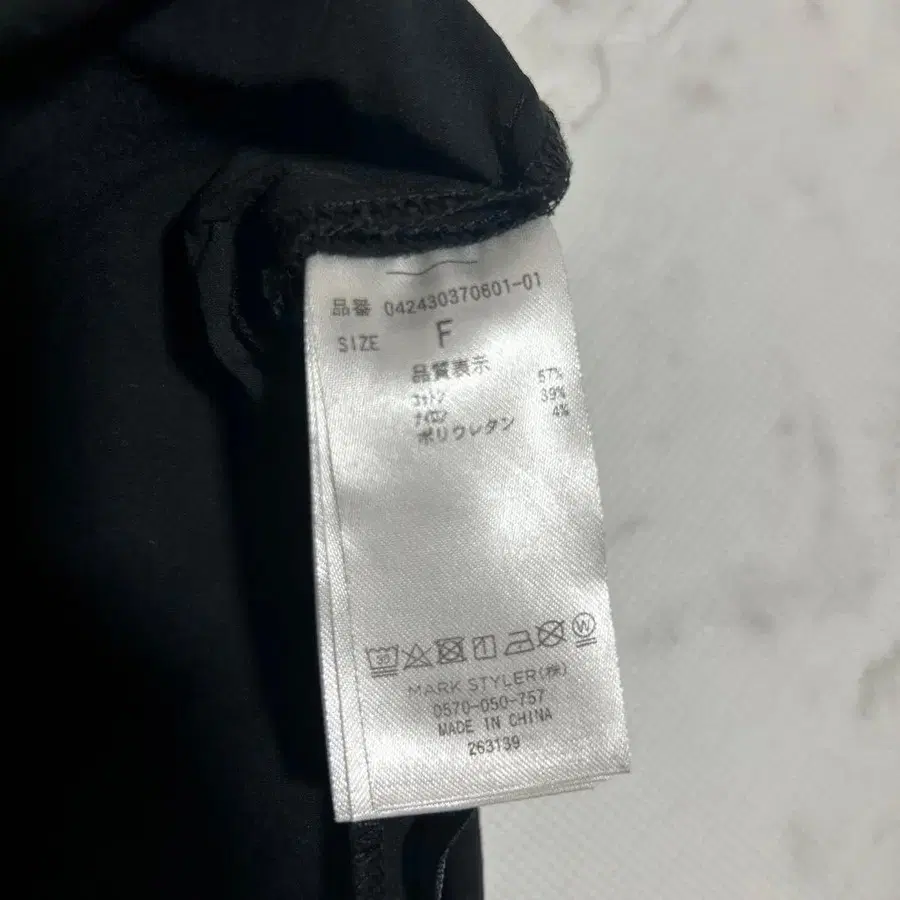 品番 042430370601-01
SIZE F
品質表示
コットン 57%
ナイロン 39%
ポリウレタン 4%
30
W
MARK STYLER(株)
0570-050-757
MADE IN CHINA
263139